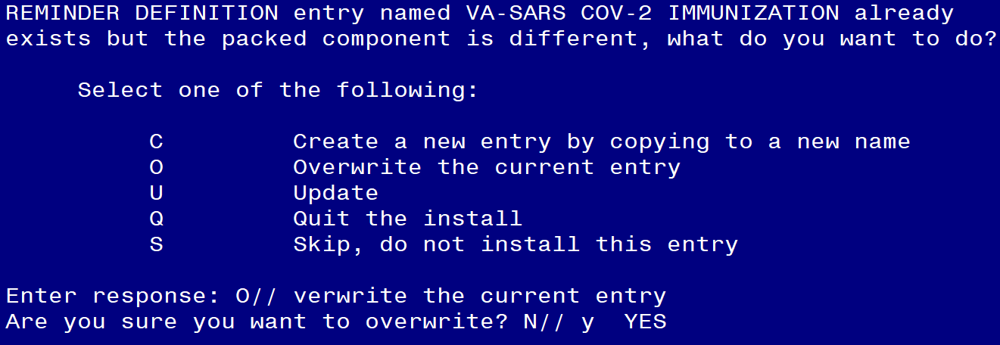 REMINDER DEFINITION entry named VA-SARS COV-2 IMMUNIZATION already
exists but the packed component is different, what do you want to do?
Select one of the following:
C Create a new entry by copying to a new name
O Overwrite the current entry
U Update
Q Quit the install
S Skip, do not install this entry
Enter response: O// verwrite the current entry
Are you sure you want to overwrite? N// y YES